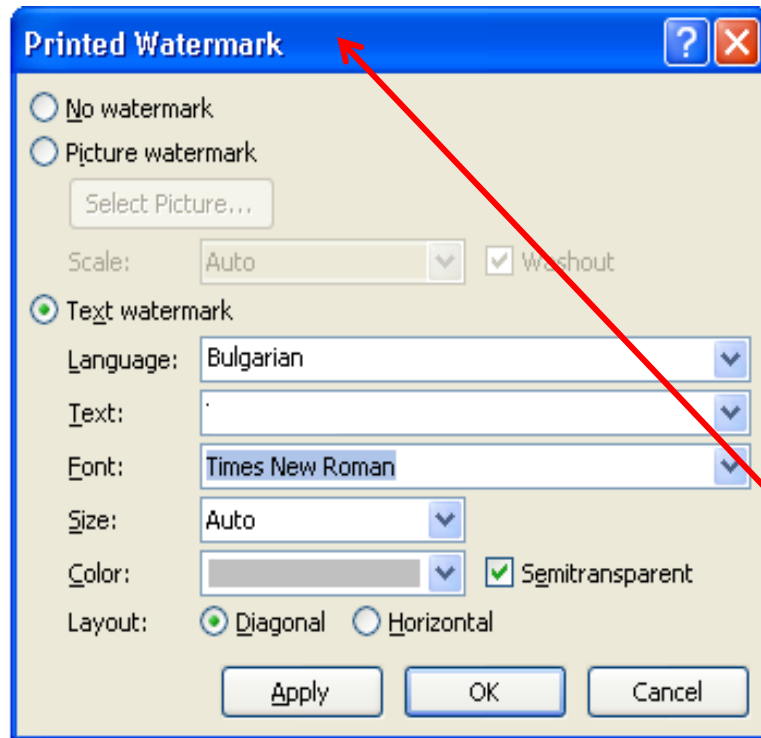 Printed Watermark
No watermark
Picture watermark
Select Picture...
Scale: Auto Washout
Text watermark
Language: Bulgarian
Text:
Font: Times New Roman
Size: Auto
Color: Semitransparent
Layout: Diagonal Horizontal
Apply OK Cancel